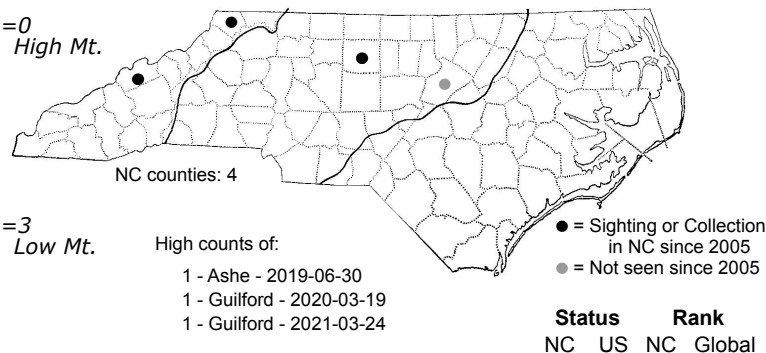 =0
High Mt.
NC counties: 4
=3
Low Mt.
High counts of:
1 - Ashe - 2019-06-30
1 - Guilford - 2020-03-19
1 - Guilford - 2021-03-24
= Sighting or Collection
in NC since 2005
= Not seen since 2005
Status Rank
NC US NC Global